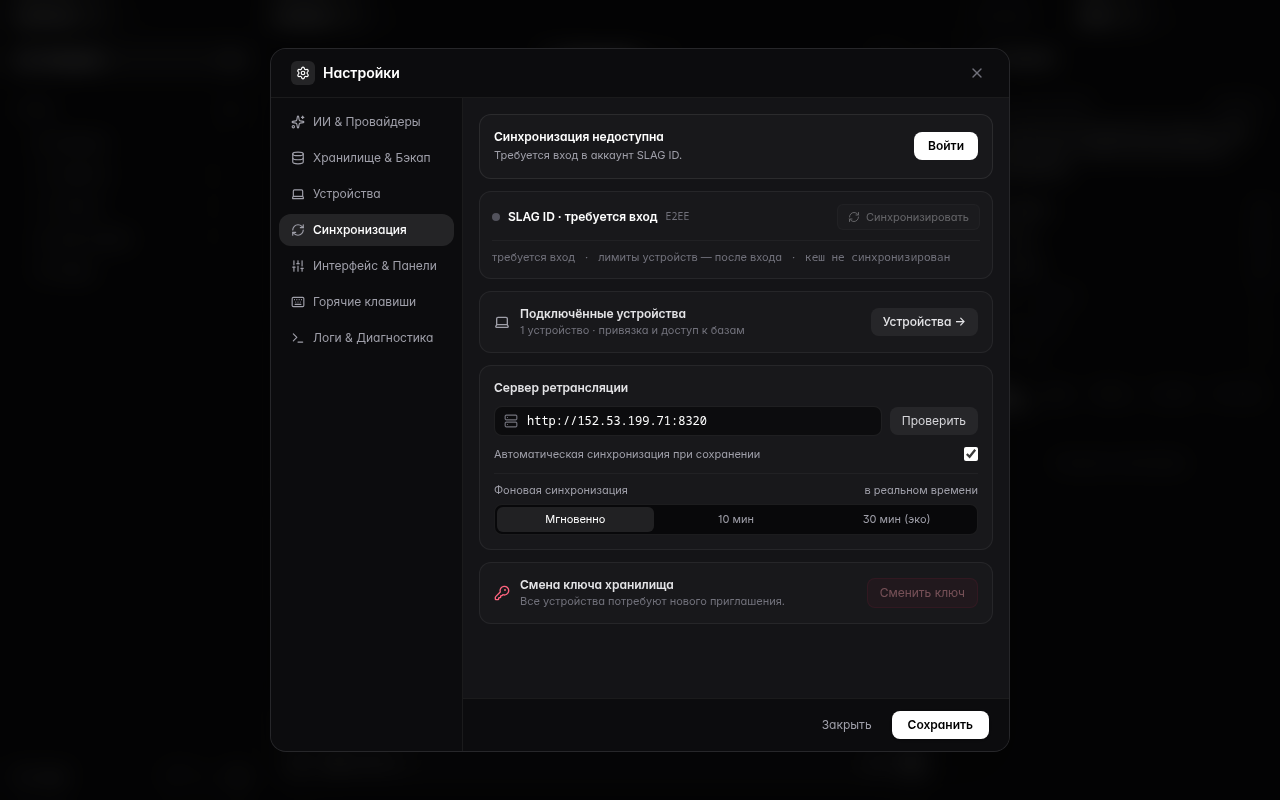 Настройки
ИИ & Провайдеры
Хранилище & Бэкап
Устройства
Синхронизация
Интерфейс & Панели
Горячие клавиши
Логи & Диагностика
Синхронизация недоступна
Требуется вход в аккаунт SLAG ID.
Войти
SLAG ID · требуется вход E2EE
Синхронизировать
требуется вход · лимиты устройств — после входа · кеш не синхронизирован
Подключённые устройства
1 устройство · привязка и доступ к базам
Устройства →
Сервер ретрансляции
http://152.53.199.71:8320
Проверить
Автоматическая синхронизация при сохранении
Фоновая синхронизация
в реальном времени
Мгновенно
10 мин
30 мин (эко)
Смена ключа хранилища
Все устройства потребуют нового приглашения.
Сменить ключ
Закрыть
Сохранить